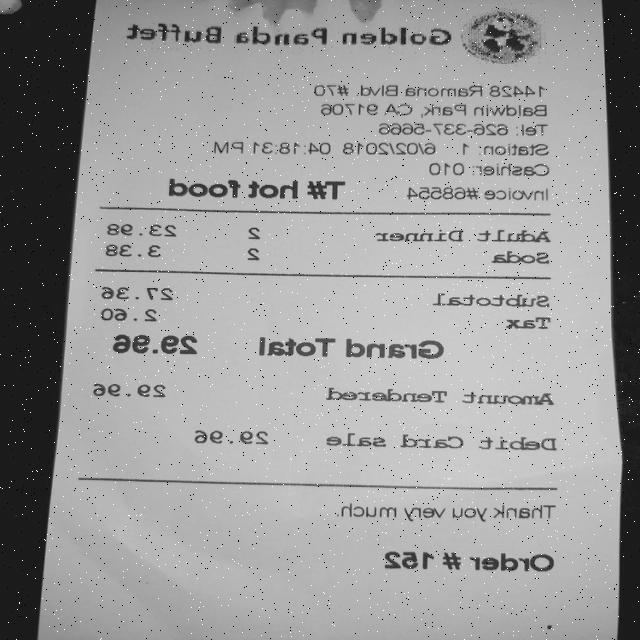 Golden Panda Buffet
14428 Ramona Blvd. #70
Baldwin Park, CA 91706
Tel: 626-337-5666
Station: 1 6/02/2018 04:18:31 PM
Cashier: 010
Invoice#68554 T# hot food
Adult Dinner 2 23.98
Soda 2 3.38
Subtotal 27.36
Tax 2.60
Grand Total 29.96
Amount Tendered 29.96
Debit Card sale 29.96
Thank you very much.
Order # 152